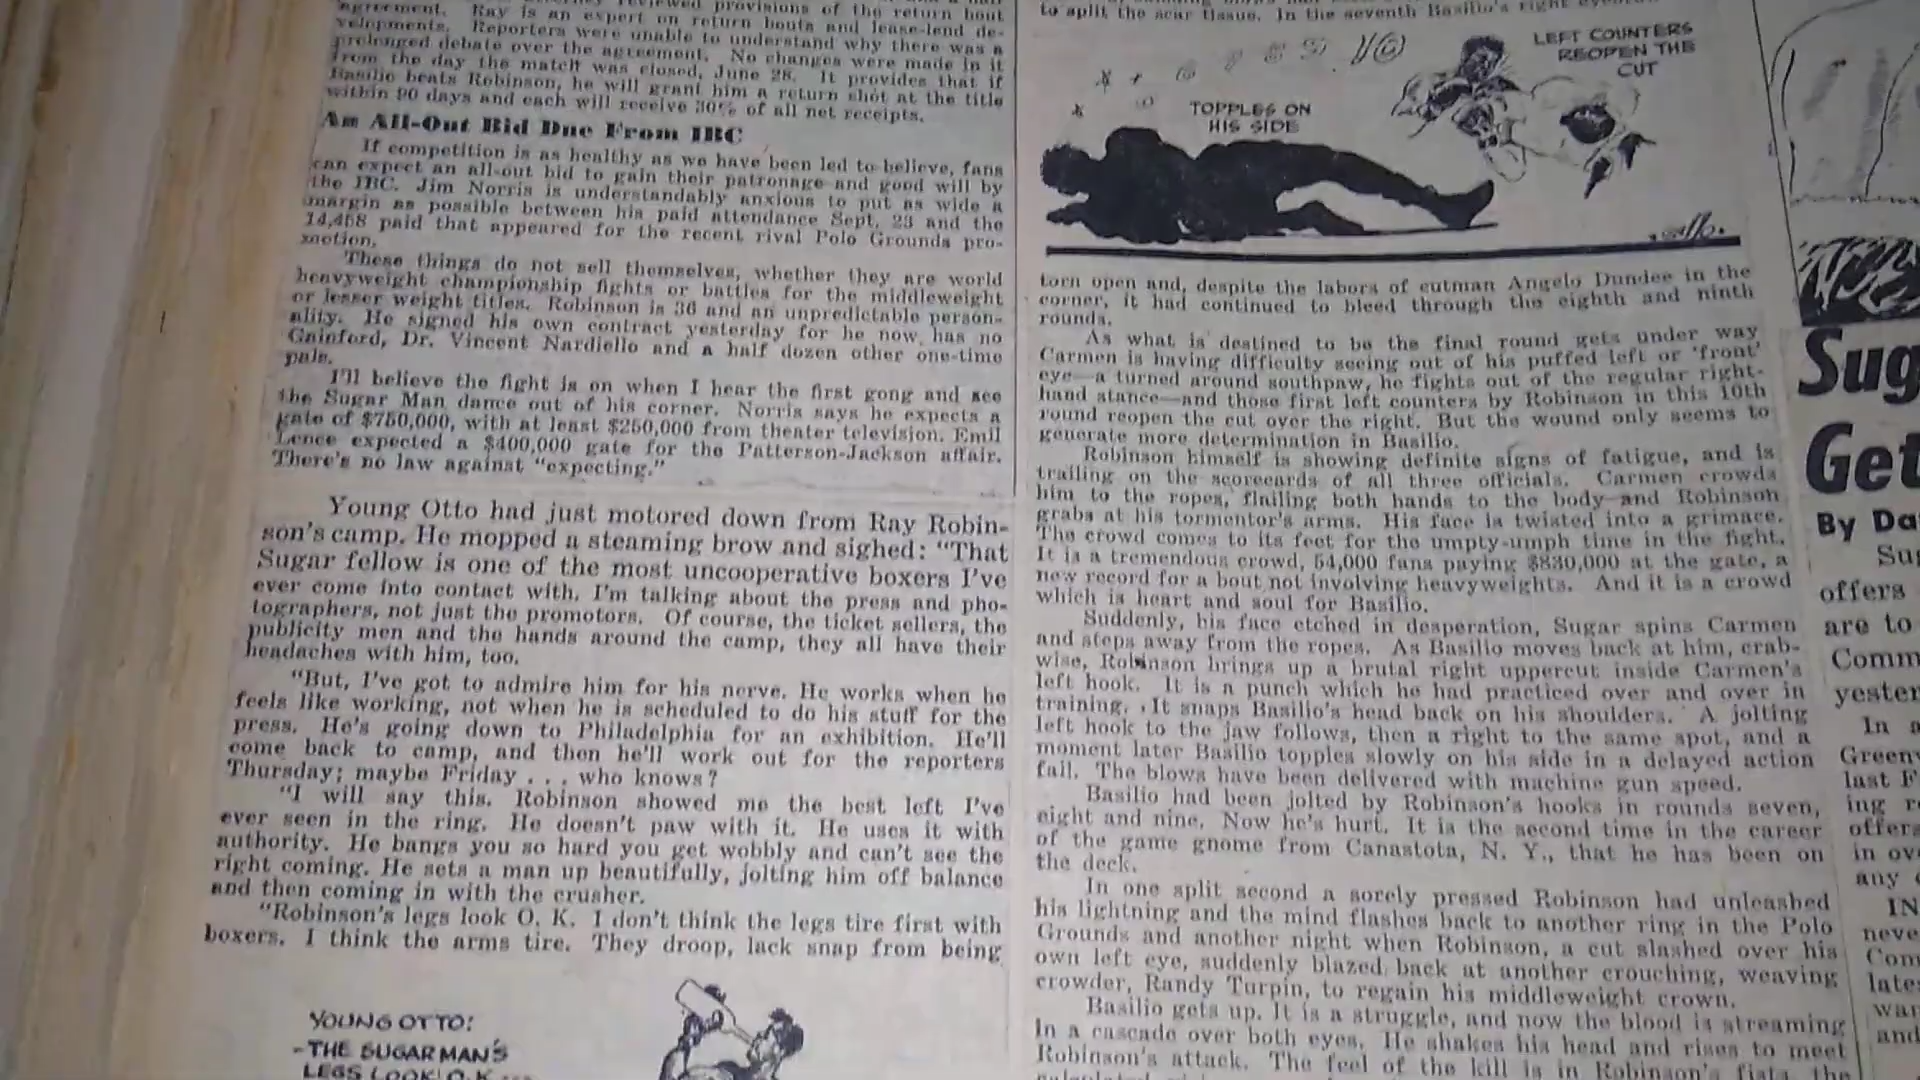 reviewed provisions of the return bout
agreement. Ray is an expert on return bouts and lease-lend de-
velopments. Reporters were unable to understand why there was a
prolonged debate over the agreement. No changes were made in it
from the day the match was closed, June 28. It provides that if
Basilio beats Robinson, he will grant him a return shot at the title
within 90 days and each will receive 30% of all net receipts.
An All-Out Bid Due From IBC
If competition is as healthy as we have been led to believe, fans
can expect an all-out bid to gain their patronage and good will by
the IBC. Jim Norris is understandably anxious to put as wide a
margin as possible between his paid attendance Sept. 23 and the
14,458 paid that appeared for the recent rival Polo Grounds pro-
motion.
These things do not sell themselves, whether they are world
heavyweight championship fights or battles for the middleweight
or lesser weight titles. Robinson is 36 and an unpredictable person-
ality. He signed his own contract yesterday for he now has no
Gainford, Dr. Vincent Nardiello and a half dozen other one-time
pals.
I'll believe the fight is on when I hear the first gong and see
the Sugar Man dance out of his corner. Norris says he expects a
gate of $750,000, with at least $250,000 from theater television. Emil
Lence expected a $400,000 gate for the Patterson-Jackson affair.
There's no law against "expecting."
Young Otto had just motored down from Ray Robin-
son's camp. He mopped a steaming brow and sighed: "That
Sugar fellow is one of the most uncooperative boxers I've
ever come into contact with. I'm talking about the press and pho-
tographers, not just the promotors. Of course, the ticket sellers, the
publicity men and the hands around the camp, they all have their
headaches with him, too.
"But, I've got to admire him for his nerve. He works when he
feels like working, not when he is scheduled to do his stuff for the
press. He's going down to Philadelphia for an exhibition. He'll
come back to camp, and then he'll work out for the reporters
Thursday; maybe Friday . . . who knows?
"I will say this. Robinson showed me the best left I've
ever seen in the ring. He doesn't paw with it. He uses it with
authority. He bangs you so hard you get wobbly and can't see the
right coming. He sets a man up beautifully, jolting him off balance
and then coming in with the crusher.
"Robinson's legs look O. K. I don't think the legs tire first with
boxers. I think the arms tire. They droop, lack snap from being
YOUNG OTTO:
- THE SUGAR MAN'S
LEGS LOOK O.K. ...
to split the scar tissue. In the seventh Basilio's right
6 7 8 9 10
LEFT COUNTERS
REOPEN THE
CUT
TOPPLES ON
HIS SIDE
torn open and, despite the labors of cutman Angelo Dundee in the
corner, it had continued to bleed through the eighth and ninth
rounds.
As what is destined to be the final round gets under way
Carmen is having difficulty seeing out of his puffed left or 'front'
eye—a turned around southpaw, he fights out of the regular right-
hand stance—and those first left counters by Robinson in this 10th
round reopen the cut over the right. But the wound only seems to
generate more determination in Basilio.
Robinson himself is showing definite signs of fatigue, and is
trailing on the scorecards of all three officials. Carmen crowds
him to the ropes, flailing both hands to the body and Robinson
grabs at his tormentor's arms. His face is twisted into a grimace.
The crowd comes to its feet for the umpty-umph time in the fight.
It is a tremendous crowd, 54,000 fans paying $830,000 at the gate, a
new record for a bout not involving heavyweights. And it is a crowd
which is heart and soul for Basilio.
Suddenly, his face etched in desperation, Sugar spins Carmen
and steps away from the ropes. As Basilio moves back at him, crab-
wise, Robinson brings up a brutal right uppercut inside Carmen's
left hook. It is a punch which he had practiced over and over in
training. It snaps Basilio's head back on his shoulders. A jolting
left hook to the jaw follows, then a right to the same spot, and a
moment later Basilio topples slowly on his side in a delayed action
fall. The blows have been delivered with machine gun speed.
Basilio had been jolted by Robinson's hooks in rounds seven,
eight and nine. Now he's hurt. It is the second time in the career
of the game gnome from Canastota, N. Y., that he has been on
the deck.
In one split second a sorely pressed Robinson had unleashed
his lightning and the mind flashes back to another ring in the Polo
Grounds and another night when Robinson, a cut slashed over his
own left eye, suddenly blazed back at another crouching, weaving
crowder, Randy Turpin, to regain his middleweight crown.
Basilio gets up. It is a struggle, and now the blood is streaming
in a cascade over both eyes. He shakes his head and rises to meet
Robinson's attack. The feel of the kill is in Robinson's fists, the
Sug
Get
By Da
Sug
offers
are to
Comm
yester
In a
Green
last F
ing r
offers
in ov
any
IN
neve
Com
lates
war
and